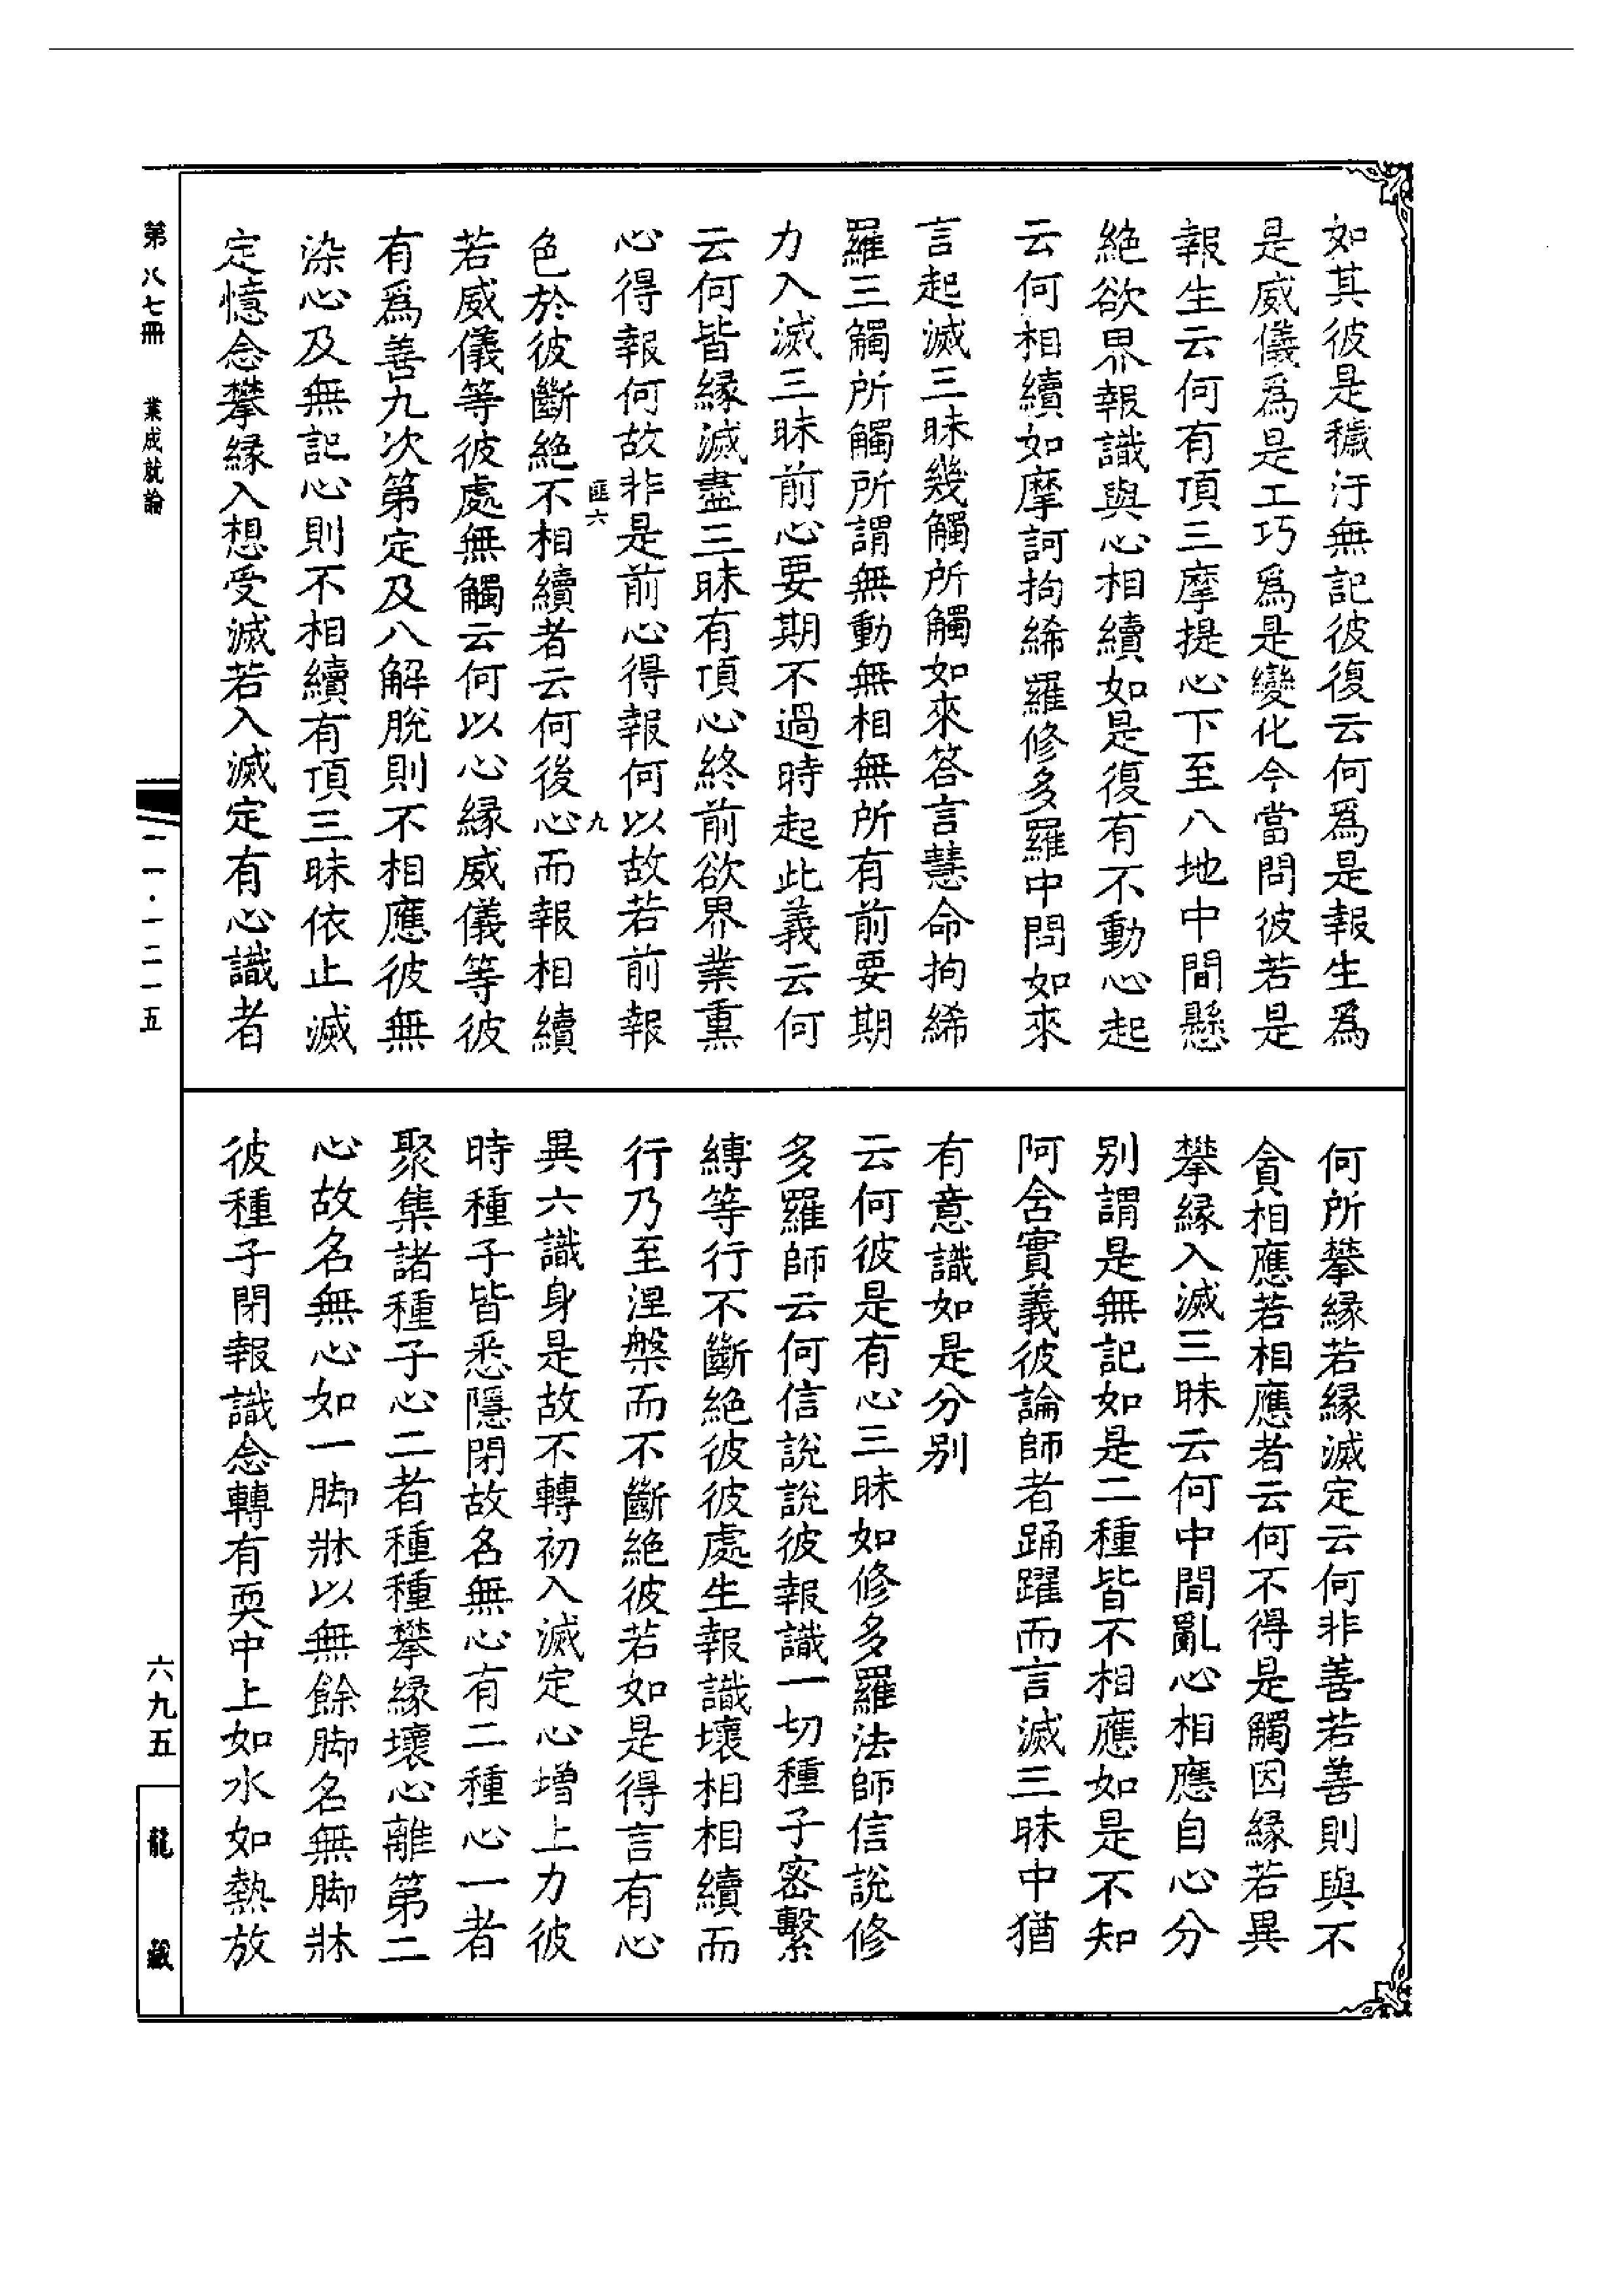 如其彼是穢汙無記彼復云何爲是報生爲
是威儀爲是工巧爲是變化今當問彼若是
報生云何有頂三摩提心下至八地中間懸
絶欲界報識與心相續如是復有不動心起
云何相續如摩訶拘絺羅修多羅中問如來
言起滅三昧幾觸所觸如來答言慧命拘絺
羅三觸所觸所謂無動無相無所有前要期
力入滅三昧前心要期不過時起此義云何
云何皆緣滅盡三昧有頂心終前欲界業熏
心得報何故非是前心得報何以故若前報
匪六 九
色於彼斷絶不相續者云何後心而報相續
若威儀等彼處無觸云何以心緣威儀等彼
有爲善九次第定及八解脫則不相應彼無
染心及無記心則不相續有頂三昧依止滅
定憶念攀緣入想受滅若入滅定有心識者
何所攀緣若緣滅定云何非善若善則與不
貪相應若相應者云何不得是觸因緣若異
攀緣入滅三昧云何中間亂心相應自心分
别謂是無記如是二種皆不相應如是不知
阿含實義彼論師者踊躍而言滅三昧中猶
有意識如是分别
云何彼是有心三昧如修多羅法師信說修
多羅師云何信說說彼報識一切種子密繫
縛等行不斷絶彼彼處生報識壞相相續而
行乃至涅槃而不斷絶彼若如是得言有心
異六識身是故不轉初入滅定心增上力彼
時種子皆悉隱閉故名無心有二種心一者
聚集諸種子心二者種種攀緣壞心離第二
心故名無心如一脚牀以無餘脚名無脚牀
彼種子閉報識念轉有耎中上如水如熱放
第八七冊 業成就論
一一·一二一五
六九五
龍藏